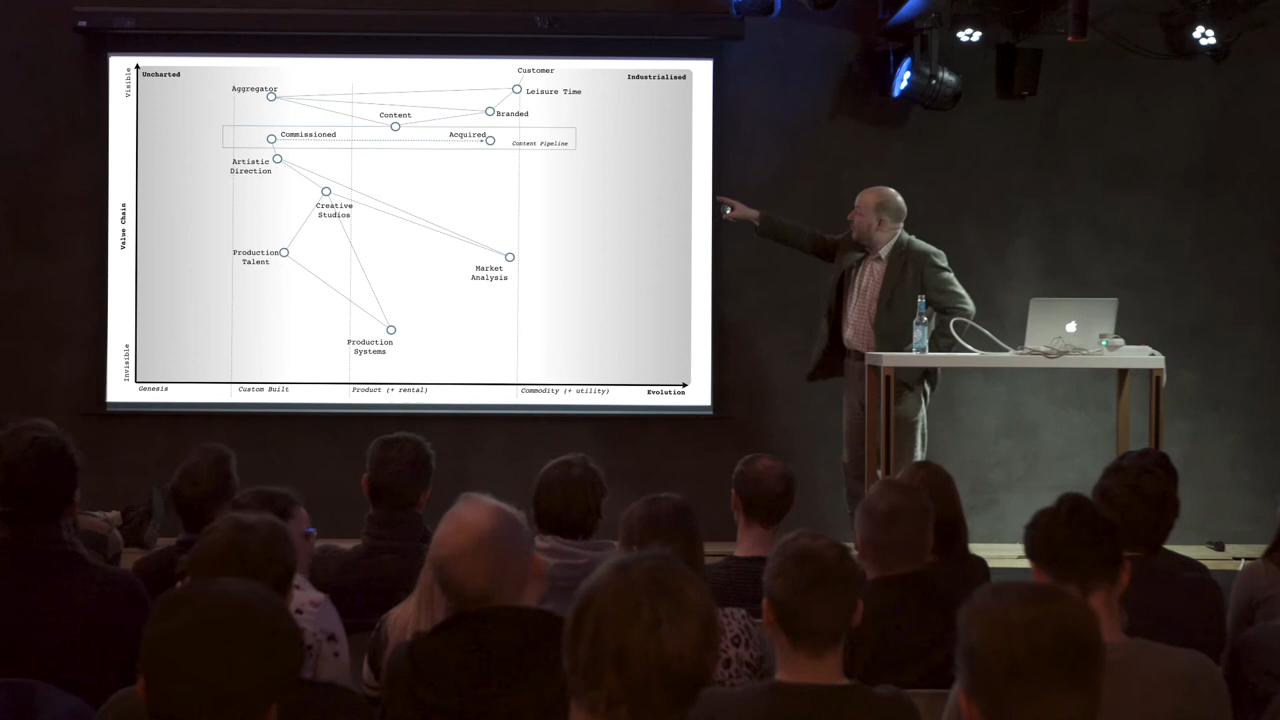 Customer
Uncharted
Industrialised
Visible
Aggregator
Leisure Time
Content
Branded
Commissioned
Acquired
Content Pipeline
Artistic
Direction
Creative
Studios
Value Chain
Production
Talent
Market
Analysis
Production
Systems
Invisible
Genesis
Custom Built
Product (+ rental)
Commodity (+ utility)
Evolution